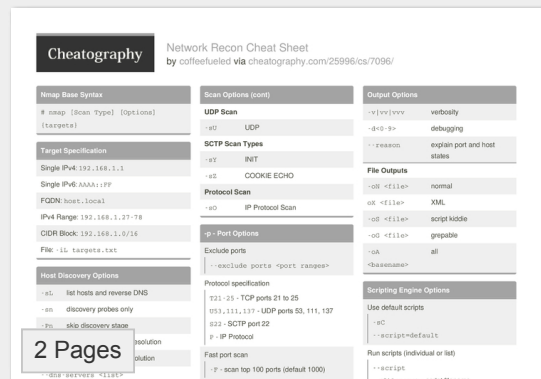 Cheatography
Network Recon Cheat Sheet
by coffeefueled via cheatography.com/25996/cs/7096/
Nmap Base Syntax
# nmap [Scan Type] [Options]
{targets}
Target Specification
Single IPv4: 192.168.1.1
Single IPv6: AAAA::FF
FQDN: host.local
IPv4 Range: 192.168.1.27-78
CIDR Block: 192.168.1.0/16
File: -iL targets.txt
Host Discovery Options
-sL list hosts and reverse DNS
-sn discovery probes only
-Pn skip discovery stage
esolution
olution
--dns-servers <list>
2 Pages
Scan Options (cont)
UDP Scan
-sU UDP
SCTP Scan Types
-sY INIT
-sZ COOKIE ECHO
Protocol Scan
-sO IP Protocol Scan
-p - Port Options
Exclude ports
--exclude ports <port ranges>
Protocol specification
T21-25 - TCP ports 21 to 25
U53,111,137 - UDP ports 53, 111, 137
S22 - SCTP port 22
P - IP Protocol
Fast port scan
-F - scan top 100 ports (default 1000)
Output Options
-v|vv|vvv verbosity
-d<0-9> debugging
--reason explain port and host
states
File Outputs
-oN <file> normal
oX <file> XML
-oS <file> script kiddie
-oG <file> grepable
-oA all
<basename>
Scripting Engine Options
Use default scripts
-sC
--script=default
Run scripts (individual or list)
--script